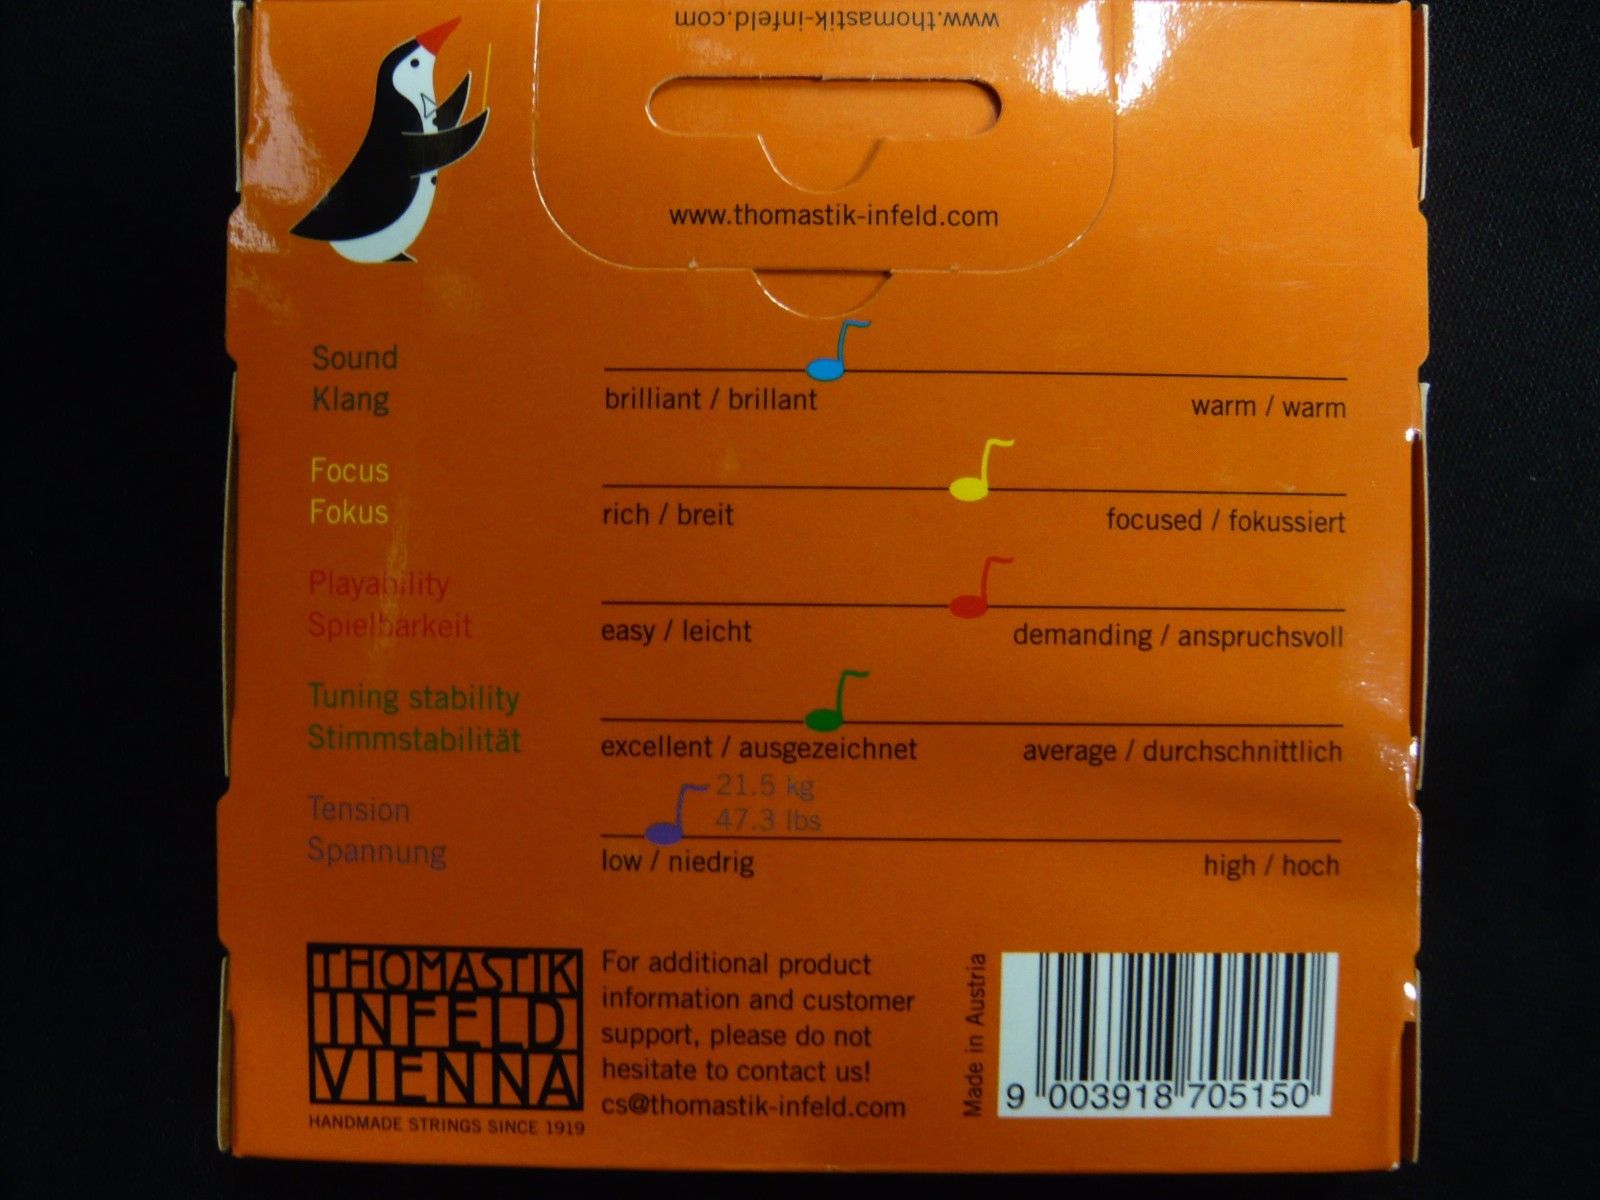 www.thomastik-infeld.com
www.thomastik-infeld.com
Sound
Klang
brilliant / brillant
warm / warm
Focus
Fokus
rich / breit
focused / fokussiert
Playability
Spielbarkeit
easy / leicht
demanding / anspruchsvoll
Tuning stability
Stimmstabilität
excellent / ausgezeichnet
average / durchschnittlich
Tension
Spannung
21.5 kg
47.3 lbs
low / niedrig
high / hoch
THOMASTIK
INFELD
VIENNA
HANDMADE STRINGS SINCE 1919
For additional product
information and customer
support, please do not
hesitate to contact us!
cs@thomastik-infeld.com
Made in Austria
9 003918 705150